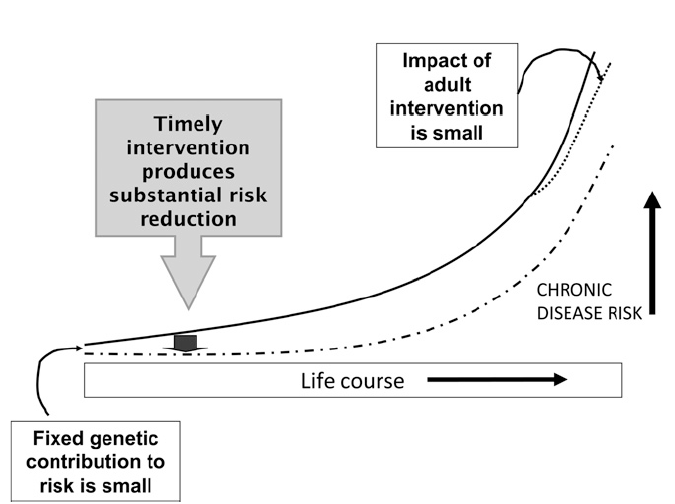 Impact of
adult
intervention
is small
Timely
intervention
produces
substantial risk
reduction
CHRONIC
DISEASE RISK
Life course
Fixed genetic
contribution to
risk is small